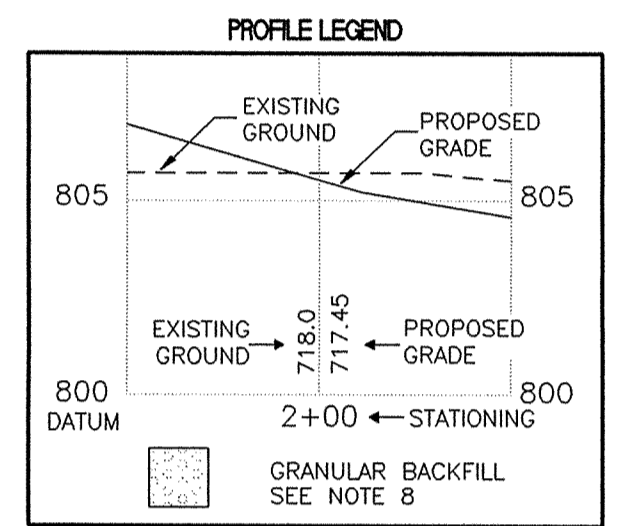 PROFILE LEGEND
EXISTING
GROUND
PROPOSED
GRADE
805
805
EXISTING
GROUND
718.0
717.45
PROPOSED
GRADE
800
800
DATUM
2+00
STATIONING
GRANULAR BACKFILL
SEE NOTE 8